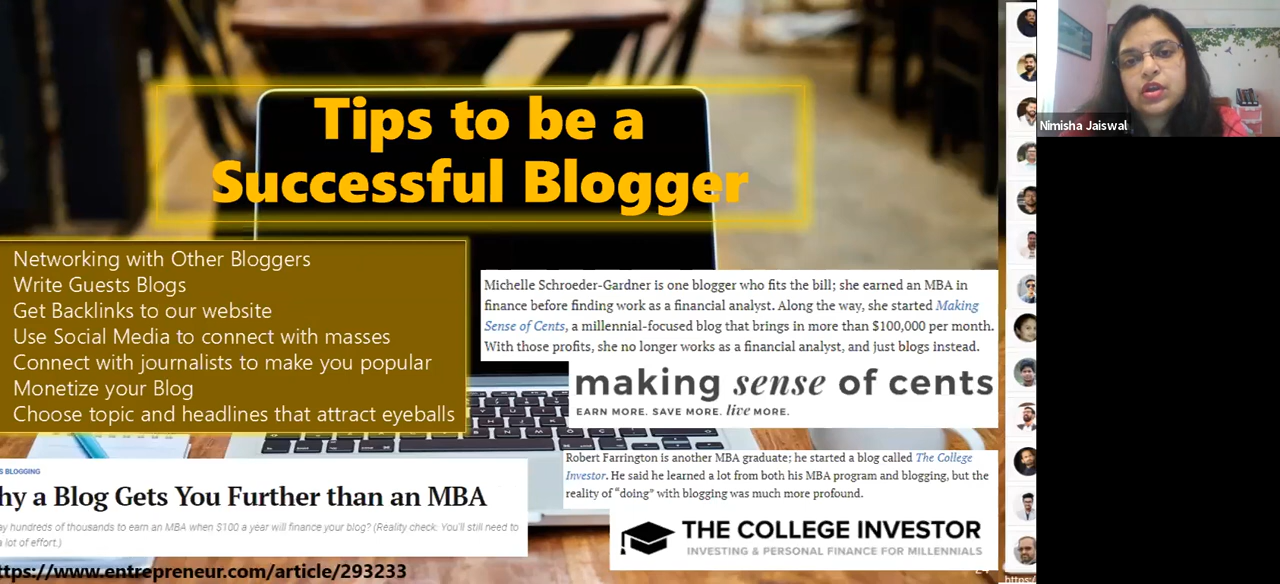 Tips to be a
Successful Blogger
Nimisha Jaiswal
Networking with Other Bloggers
Write Guests Blogs
Get Backlinks to our website
Use Social Media to connect with masses
Connect with journalists to make you popular
Monetize your Blog
Choose topic and headlines that attract eyeballs
Michelle Schroeder-Gardner is one blogger who fits the bill; she earned an MBA in
finance before finding work as a financial analyst. Along the way, she started Making
Sense of Cents, a millennial-focused blog that brings in more than $100,000 per month.
With those profits, she no longer works as a financial analyst, and just blogs instead.
making sense of cents
EARN MORE. SAVE MORE. live MORE.
Robert Farrington is another MBA graduate; he started a blog called The College
Investor. He said he learned a lot from both his MBA program and blogging, but the
reality of “doing” with blogging was much more profound.
THE COLLEGE INVESTOR
INVESTING & PERSONAL FINANCE FOR MILLENNIALS
S BLOGGING
hy a Blog Gets You Further than an MBA
ay hundreds of thousands to earn an MBA when $100 a year will finance your blog? (Reality check: You'll still need to
a lot of effort.)
ttps://www.entrepreneur.com/article/293233
https:/